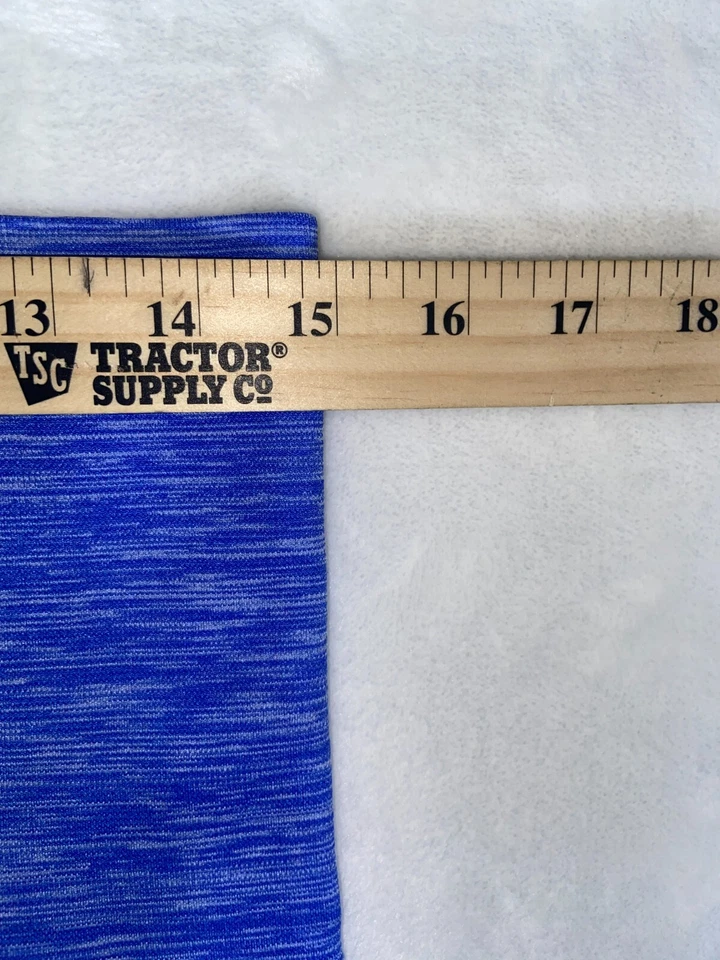 13 14 15 16 17 18
TSC TRACTOR®
SUPPLY CO